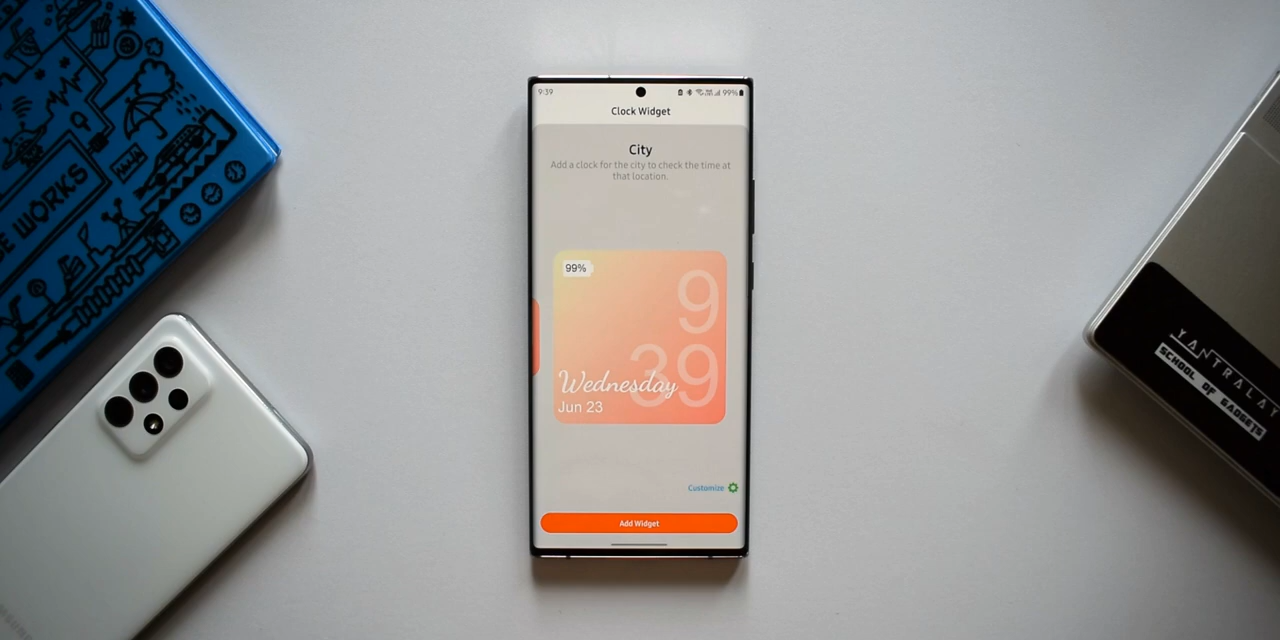 BE WORKS
9:39
99%
Clock Widget
City
Add a clock for the city to check the time at
that location.
99%
9
39
Wednesday
Jun 23
Customize
Add Widget
SCHOOL OF GADGETS